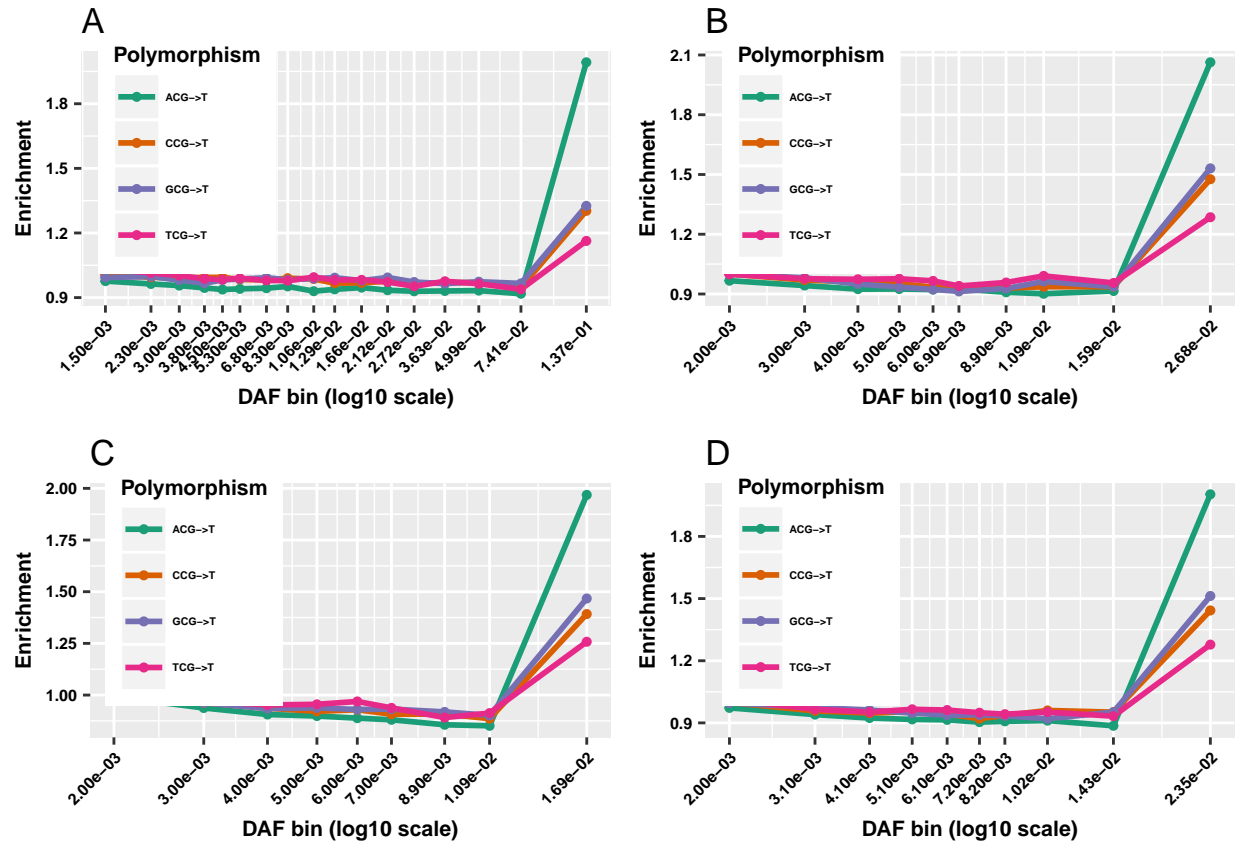 A
Polymorphism
ACG−>T
CCG−>T
GCG−>T
TCG−>T
Enrichment
1.8
1.5
1.2
0.9
1.50e−03
2.30e−03
3.00e−03
3.80e−03
4.50e−03
5.30e−03
6.80e−03
8.30e−03
1.06e−02
1.29e−02
1.66e−02
2.12e−02
2.72e−02
3.63e−02
4.99e−02
7.41e−02
1.37e−01
DAF bin (log10 scale)
B
Polymorphism
ACG−>T
CCG−>T
GCG−>T
TCG−>T
Enrichment
2.1
1.8
1.5
1.2
0.9
2.00e−03
3.00e−03
4.00e−03
5.00e−03
6.00e−03
6.90e−03
8.90e−03
1.09e−02
1.59e−02
2.68e−02
DAF bin (log10 scale)
C
Polymorphism
ACG−>T
CCG−>T
GCG−>T
TCG−>T
Enrichment
2.00
1.75
1.50
1.25
1.00
2.00e−03
3.00e−03
4.00e−03
5.00e−03
6.00e−03
7.00e−03
8.90e−03
1.09e−02
1.69e−02
DAF bin (log10 scale)
D
Polymorphism
ACG−>T
CCG−>T
GCG−>T
TCG−>T
Enrichment
1.8
1.5
1.2
0.9
2.00e−03
3.10e−03
4.10e−03
5.10e−03
6.10e−03
7.20e−03
8.20e−03
1.02e−02
1.43e−02
2.35e−02
DAF bin (log10 scale)